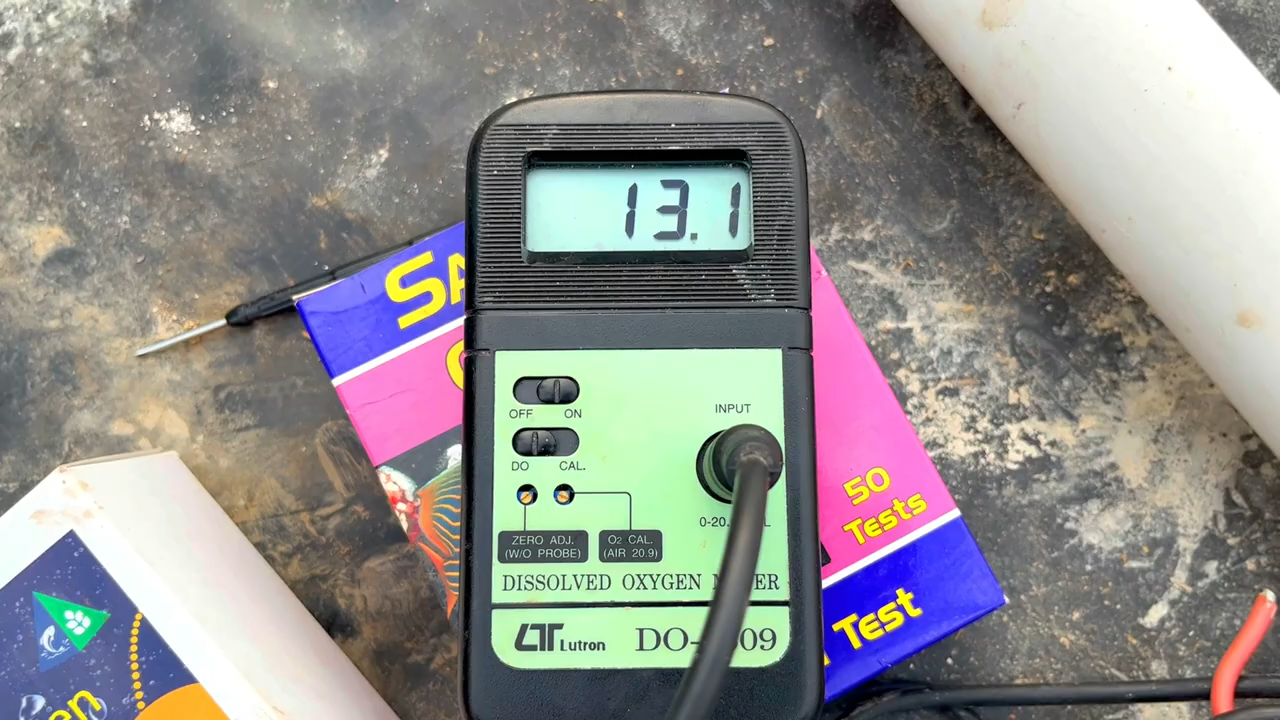 13.1
OFF ON
INPUT
DO CAL.
ZERO ADJ.
(W/O PROBE)
O2 CAL.
(AIR 20.9)
DISSOLVED OXYGEN
Lutron
50
Tests
Test